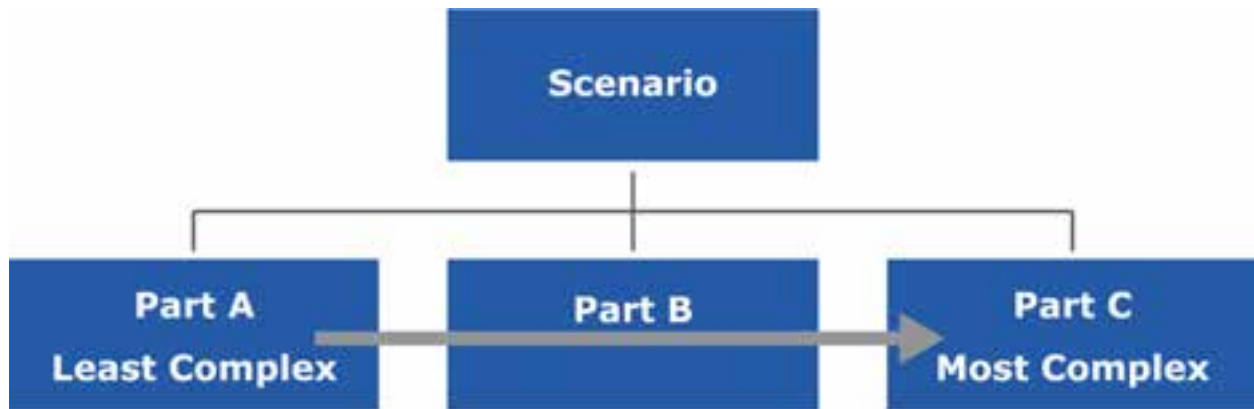 Scenario
Part A
Least Complex
Part B
Part C
Most Complex